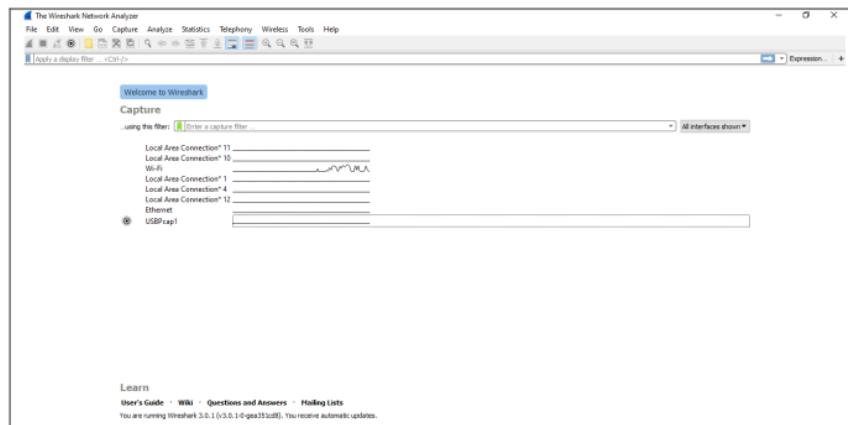 The Wireshark Network Analyzer
File Edit View Go Capture Analyze Statistics Telephony Wireless Tools Help
Apply a display filter ... <Ctrl-/> Expression... +
Welcome to Wireshark
Capture
...using this filter: Enter a capture filter ... All interfaces shown
Local Area Connection* 11
Local Area Connection* 10
Wi-Fi
Local Area Connection* 1
Local Area Connection* 4
Local Area Connection* 12
Ethernet
USBPcap1
Learn
User's Guide · Wiki · Questions and Answers · Mailing Lists
You are running Wireshark 3.0.1 (v3.0.1-0-gea351cd8). You receive automatic updates.